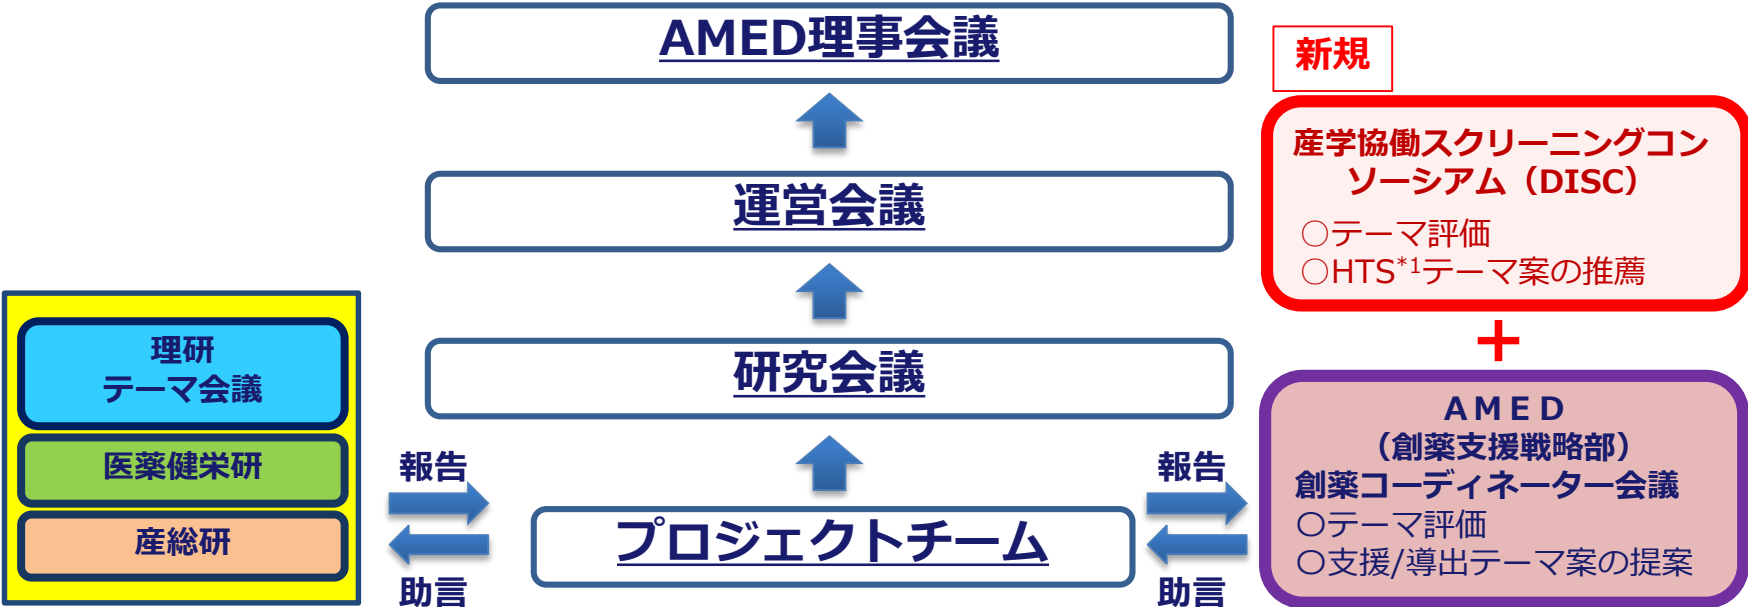 AMED理事会議
運営会議
研究会議
プロジェクトチーム
理研
テーマ会議
医薬健栄研
産総研
報告
助言
報告
助言
新規
産学協働スクリーニングコン
ソーシアム（DISC）
○テーマ評価
○HTS*1テーマ案の推薦
＋
ＡＭＥＤ
（創薬支援戦略部）
創薬コーディネーター会議
○テーマ評価
○支援/導出テーマ案の提案